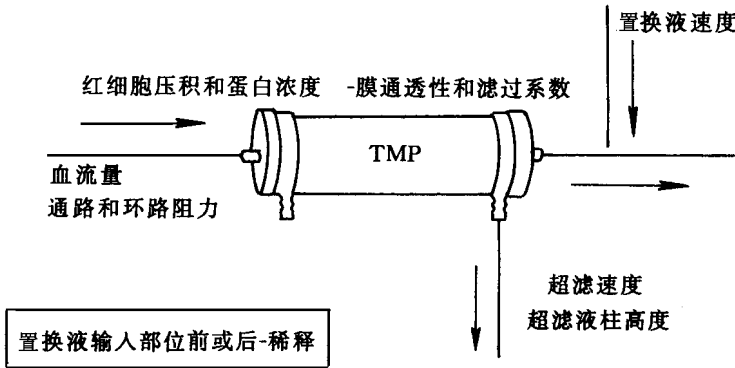 置换液速度
红细胞压积和蛋白浓度 -膜通透性和滤过系数
TMP
血流量
通路和环路阻力
超滤速度
超滤液柱高度
置换液输入部位前或后-稀释